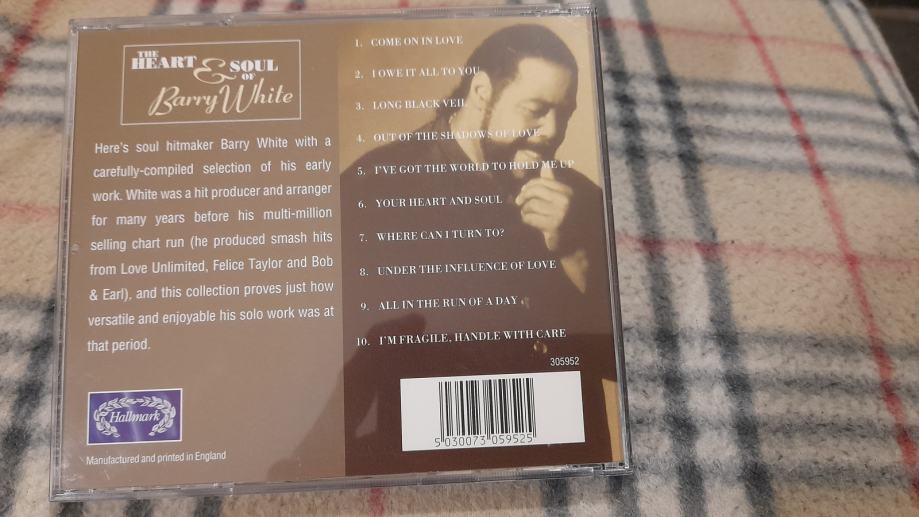 THE
HEART & SOUL
OF
Barry White
Here's soul hitmaker Barry White with a
carefully-compiled selection of his early
work. White was a hit producer and arranger
for many years before his multi-million
selling chart run (he produced smash hits
from Love Unlimited, Felice Taylor and Bob
& Earl), and this collection proves just how
versatile and enjoyable his solo work was at
that period.
Hallmark
Manufactured and printed in England
1. COME ON IN LOVE
2. I OWE IT ALL TO YOU
3. LONG BLACK VEIL
4. OUT OF THE SHADOWS OF LOVE
5. I'VE GOT THE WORLD TO HOLD ME UP
6. YOUR HEART AND SOUL
7. WHERE CAN I TURN TO?
8. UNDER THE INFLUENCE OF LOVE
9. ALL IN THE RUN OF A DAY
10. I'M FRAGILE, HANDLE WITH CARE
305952
5 030073 059525